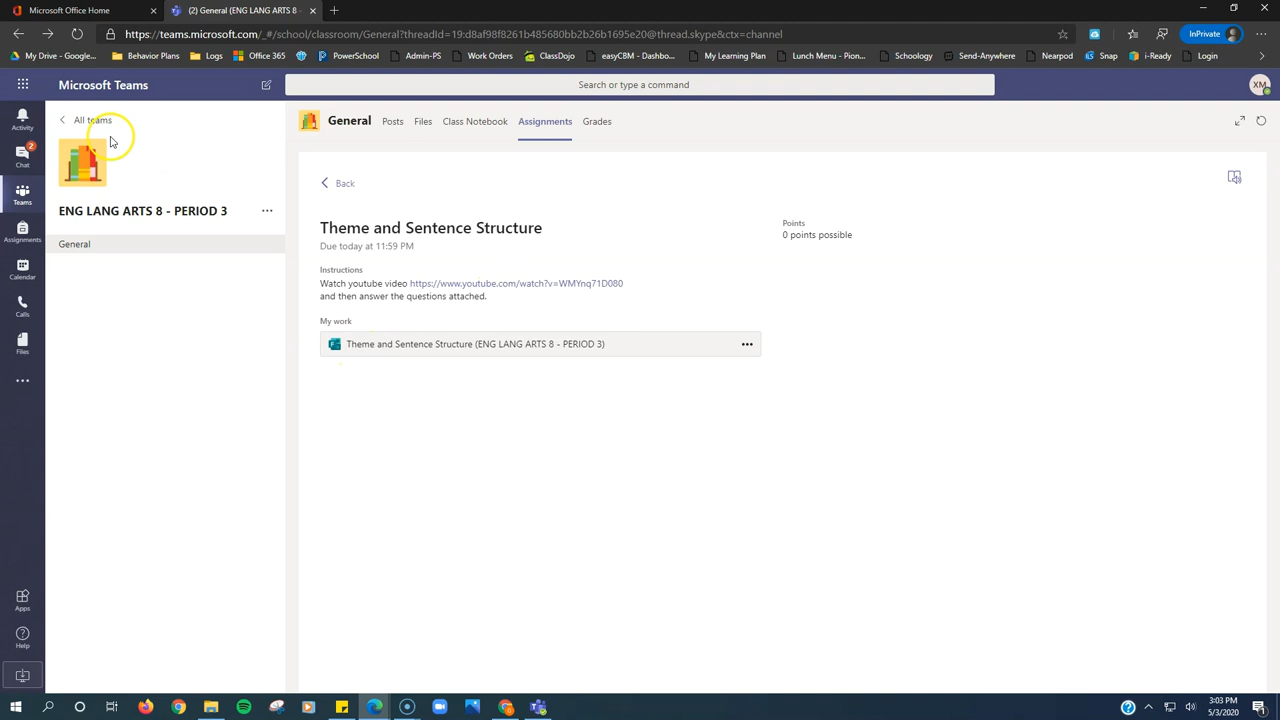 Microsoft Office Home
(2) General (ENG LANG ARTS 8 -
https://teams.microsoft.com/_#/school/classroom/General?threadId=19:d8af98f8261b485680bb2b26b1695e20@thread.skype&ctx=channel
InPrivate
My Drive - Google...
Behavior Plans
Office 365
PowerSchool
Admin-PS
Work Orders
ClassDojo
easyCBM - Dashbo...
My Learning Plan
Lunch Menu - Pion...
Schoology
Send-Anywhere
Nearpod
Snap
i-Ready
Login
Microsoft Teams
Search or type a command
XM
Activity
Chat
2
Teams
Assignments
Calendar
Calls
Files
Apps
Help
All teams
ENG LANG ARTS 8 - PERIOD 3
General
General
Posts
Files
Class Notebook
Assignments
Grades
Back
Theme and Sentence Structure
Due today at 11:59 PM
Points
0 points possible
Instructions
Watch youtube video https://www.youtube.com/watch?v=WMYnq71D080
and then answer the questions attached.
My work
Theme and Sentence Structure (ENG LANG ARTS 8 - PERIOD 3)
3:03 PM
5/3/2020